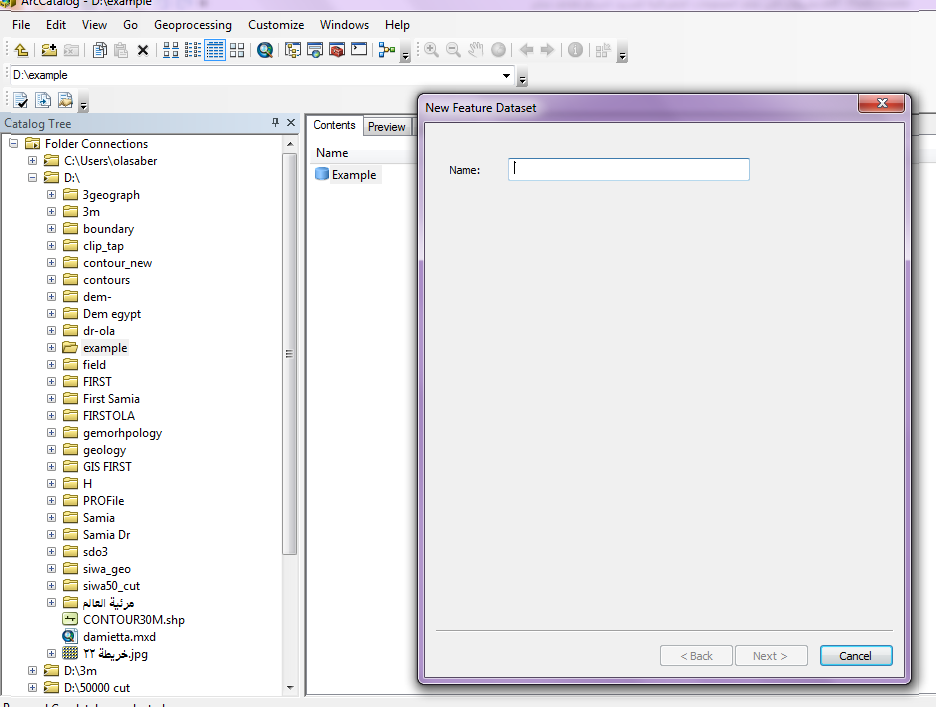 ArcCatalog - D:\example
File Edit View Go Geoprocessing Customize Windows Help
D:\example
Catalog Tree
Folder Connections
C:\Users\olasaber
D:\
3geograph
3m
boundary
clip_tap
contour_new
contours
dem-
Dem egypt
dr-ola
example
field
FIRST
First Samia
FIRSTOLA
gemorhpology
geology
GIS FIRST
H
PROFile
Samia
Samia Dr
sdo3
siwa_geo
siwa50_cut
مرئية العالم
CONTOUR30M.shp
damietta.mxd
خريطة ٢٢.jpg
D:\3m
D:\50000 cut
Contents Preview
Name
Example
New Feature Dataset
Name:
< Back Next > Cancel